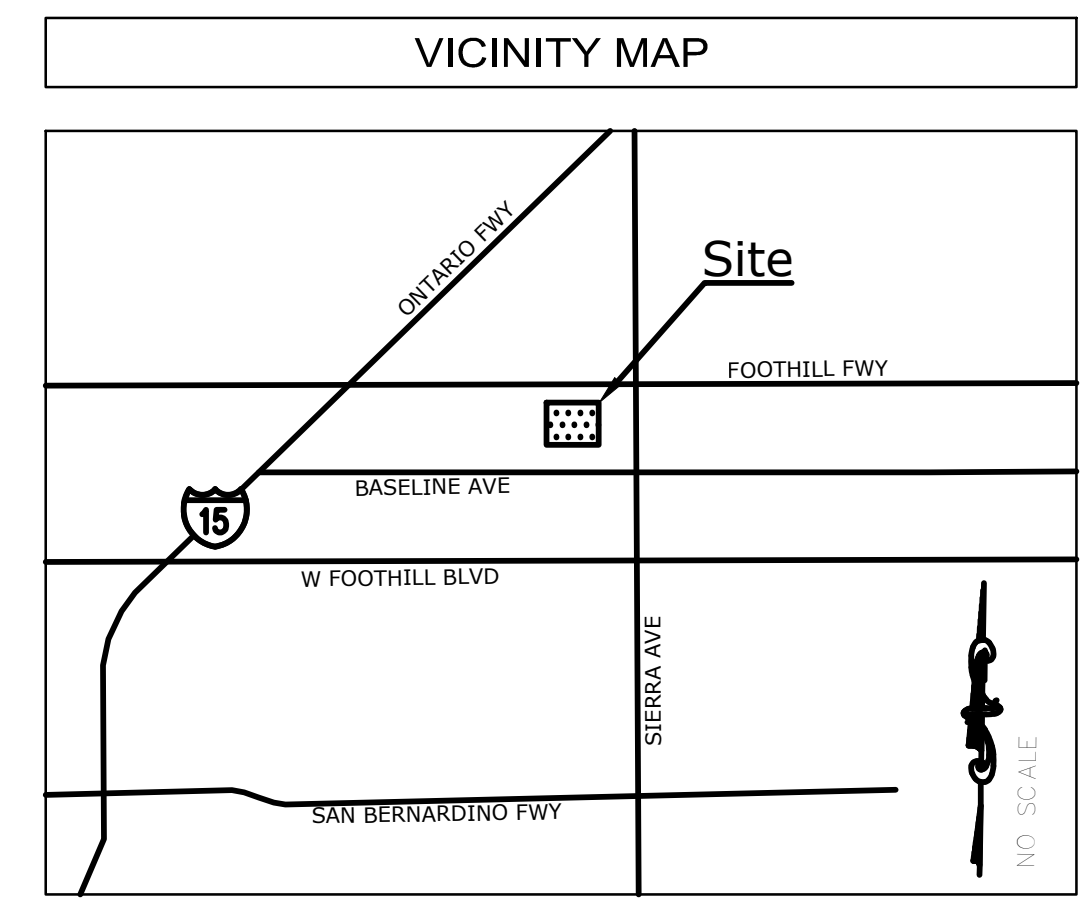 VICINITY MAP
ONTARIO FWY
Site
FOOTHILL FWY
BASELINE AVE
15
W FOOTHILL BLVD
SIERRA AVE
SAN BERNARDINO FWY
NO SCALE